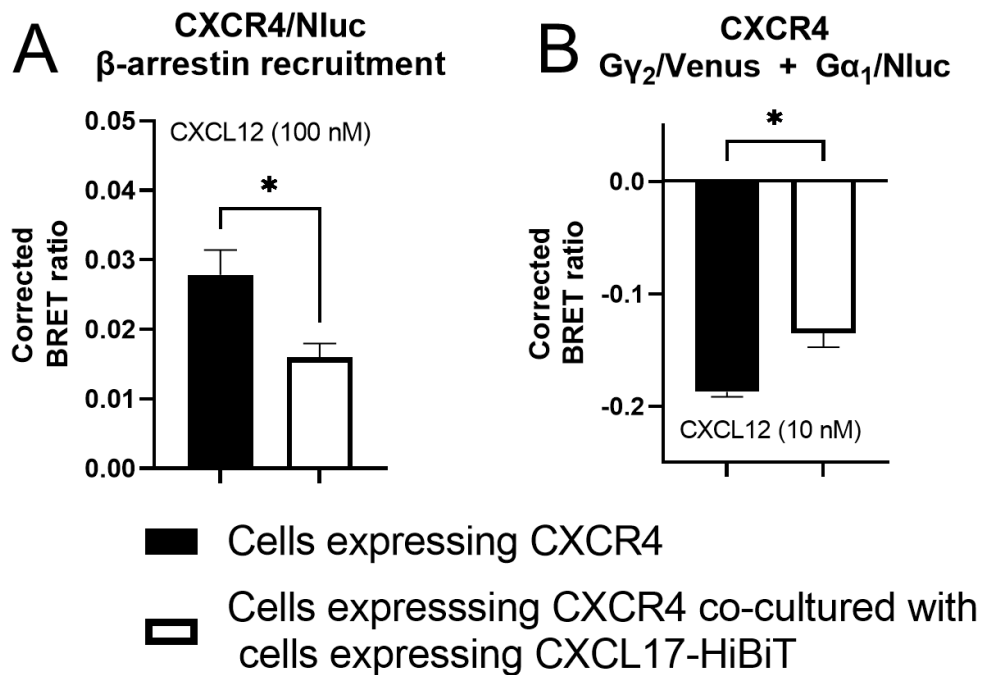 A
CXCR4/Nluc
β-arrestin recruitment
0.05
0.04
0.03
0.02
0.01
0.00
Corrected
BRET ratio
CXCL12 (100 nM)
*
B
CXCR4
Gγ₂/Venus + Gα₁/Nluc
0.0
-0.1
-0.2
Corrected
BRET ratio
*
CXCL12 (10 nM)
Cells expressing CXCR4
Cells expresssing CXCR4 co-cultured with
cells expressing CXCL17-HiBiT